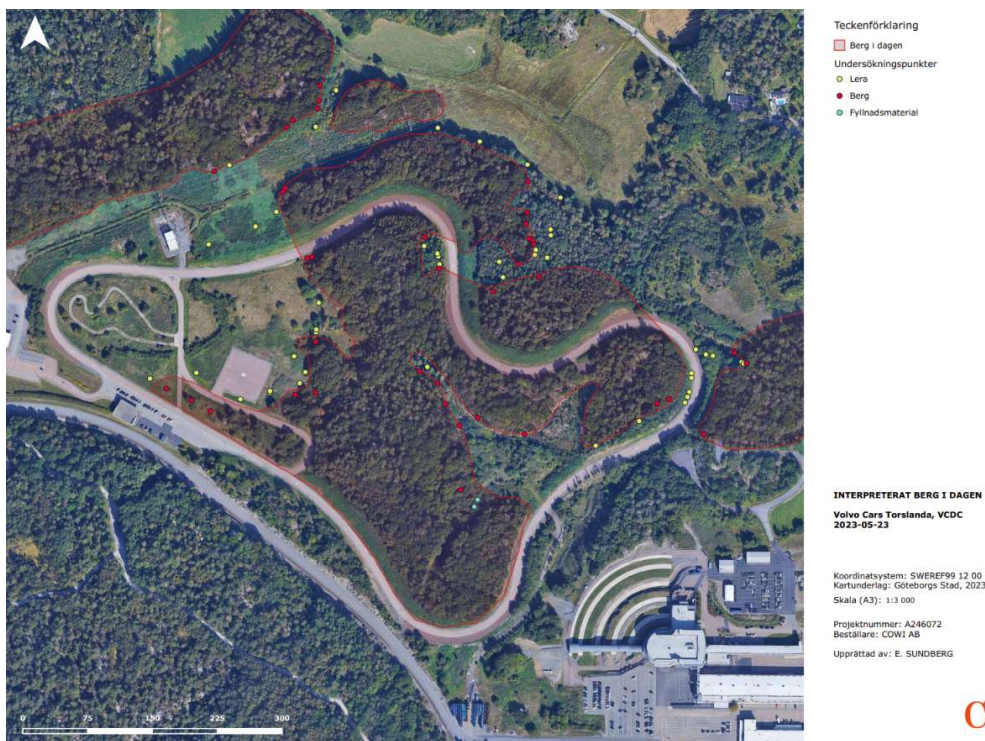 Teckenförklaring
Berg i dagen
Undersökningspunkter
Lera
Berg
Fyllnadsmaterial
INTERPRETERAT BERG I DAGEN
Volvo Cars Torslanda, VCDC
2023-05-23
Koordinatsystem: SWEREF99 12 00
Kartunderlag: Göteborgs Stad, 2023
Skala (A3): 1:3 000
Projektnummer: A246072
Beställare: COWI AB
Upprättad av: E. SUNDBERG
C
0 75 150 225 300